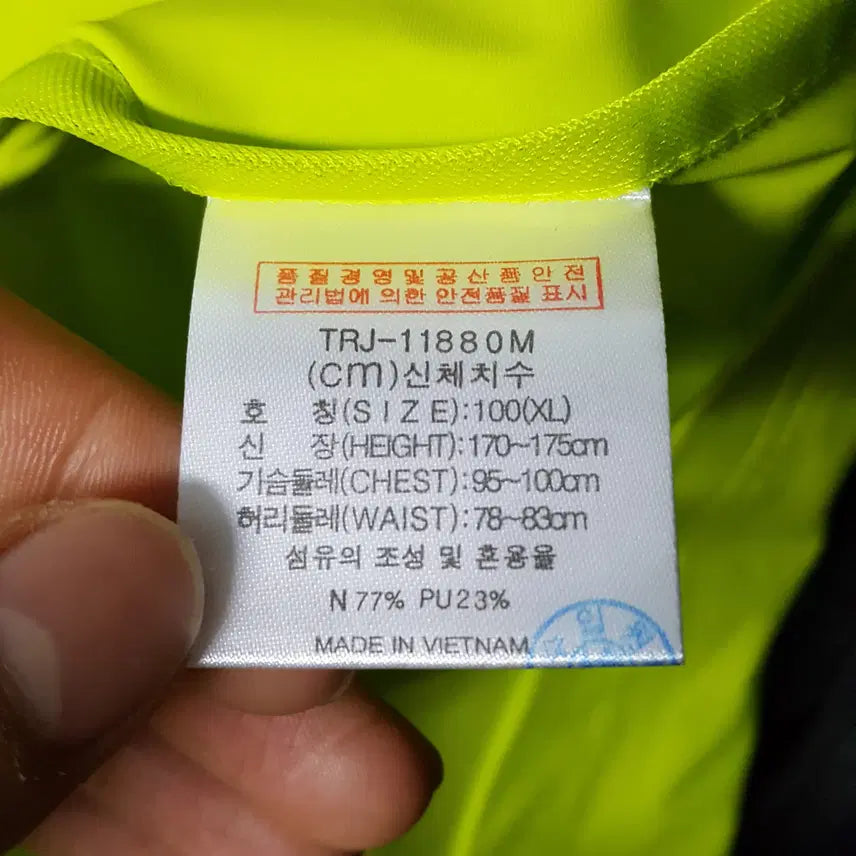 품질경영및공산품안전
관리법에 의한 안전품질 표시
TRJ-11880M
(cm)신체치수
호 칭(SIZE):100(XL)
신 장(HEIGHT):170~175cm
가슴둘레(CHEST):95~100cm
허리둘레(WAIST):78~83cm
섬유의 조성 및 혼용율
N 77% PU23%
MADE IN VIETNAM